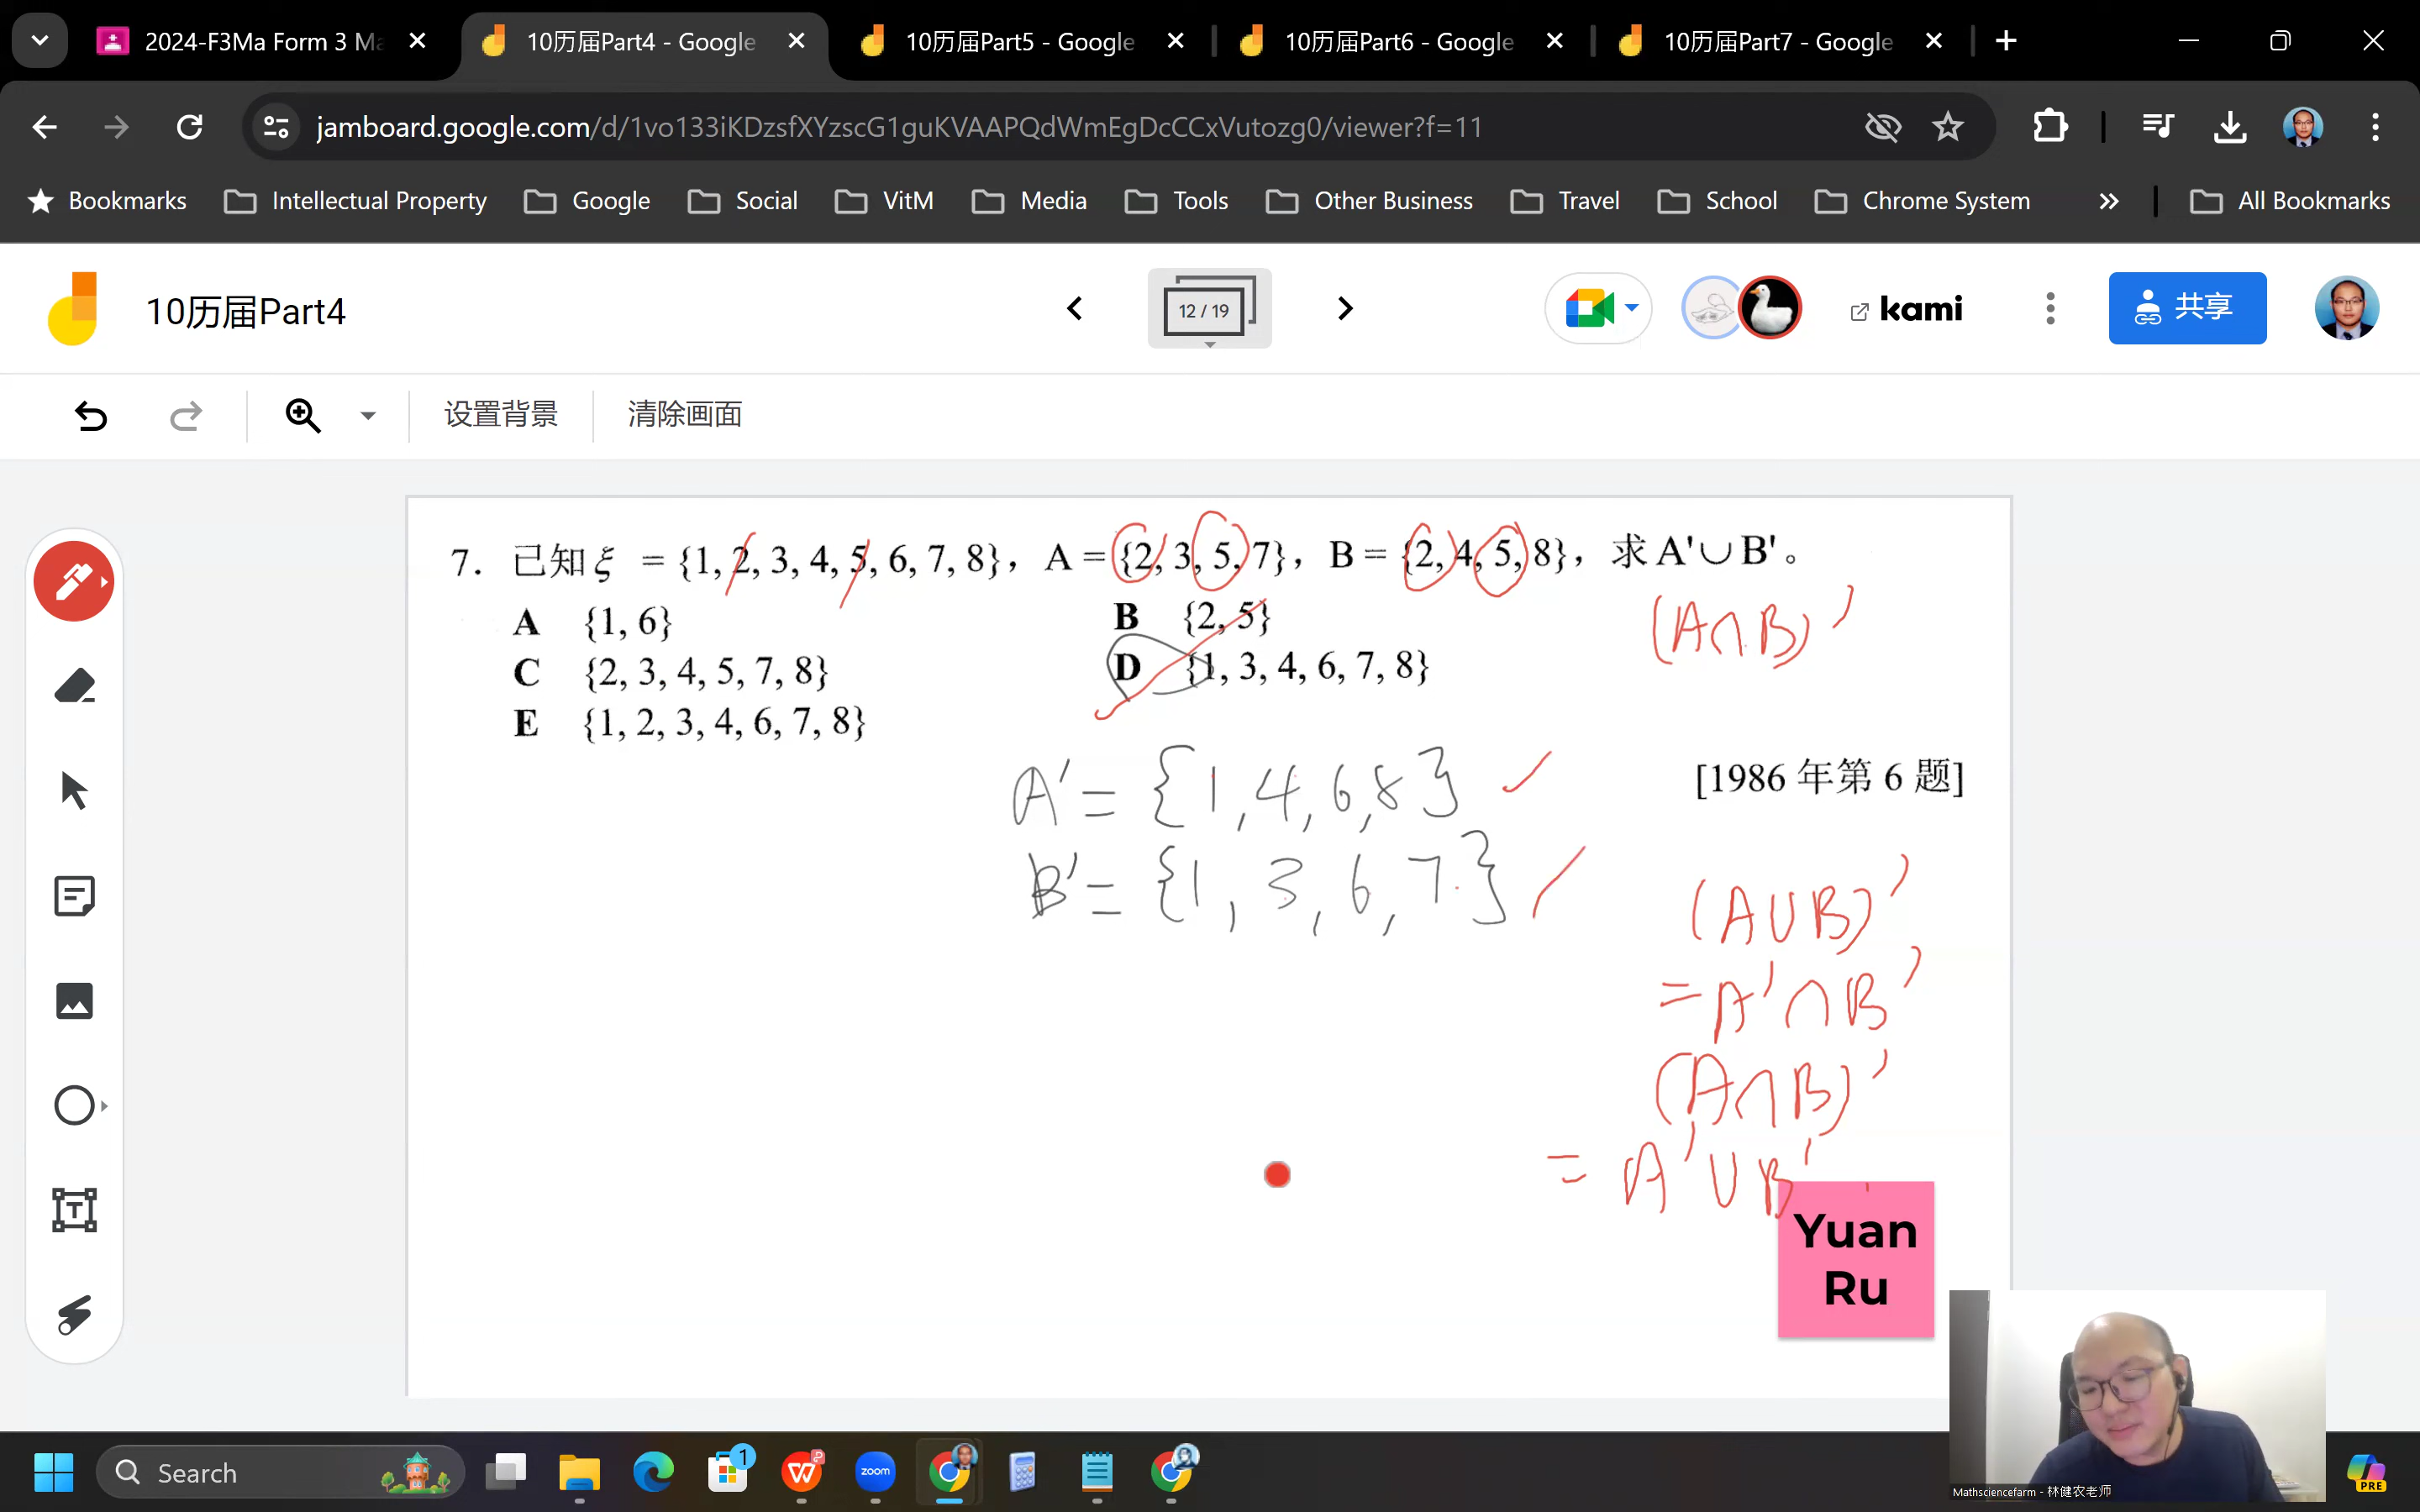 2024-F3Ma Form 3 Ma
10历届Part4 - Google
10历届Part5 - Google
10历届Part6 - Google
10历届Part7 - Google
jamboard.google.com/d/1vo133iKDzsfXYzscG1guKVAAPQdWmEgDcCCxVutozg0/viewer?f=11
Bookmarks Intellectual Property Google Social VitM Media Tools Other Business Travel School Chrome System All Bookmarks
10历届Part4
12 / 19
kami
共享
设置背景 清除画面
7. 已知ξ = {1, 2, 3, 4, 5, 6, 7, 8}，A = {2, 3, 5, 7}，B = {2, 4, 5, 8}，求 A'∪B'。
(A∩B)'
A {1, 6} B {2, 5}
C {2, 3, 4, 5, 7, 8} D {1, 3, 4, 6, 7, 8}
E {1, 2, 3, 4, 6, 7, 8}
[1986 年第 6 题]
A' = {1, 4, 6, 8}
B' = {1, 3, 6, 7}
(A∪B)'
= A'∩B'
(A∩B)'
= A'∪B'
Yuan
Ru
Mathsciencefarm - 林健农老师
Search
1
zoom
PRE